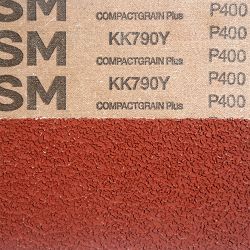 COMPACTGRAIN Plus P400
SM KK790Y P400
COMPACTGRAIN Plus P400
SM KK790Y P400
SM COMPACTGRAIN Plus P400